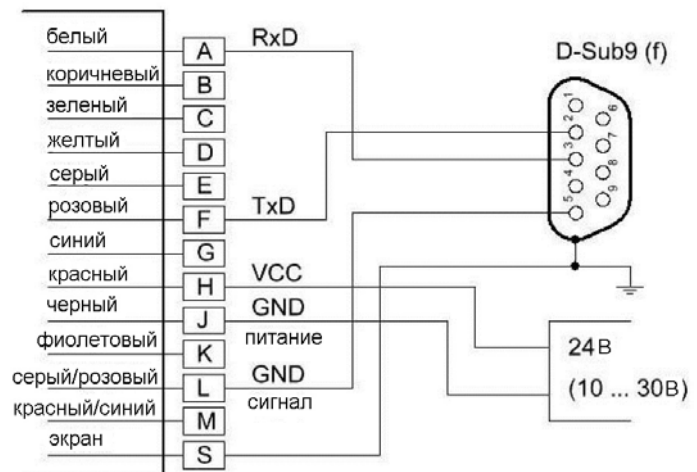 белый A RxD
D-Sub9 (f)
коричневый B
зеленый C
желтый D
серый E
розовый F TxD
синий G
красный H VCC
черный J GND
питание
фиолетовый K
серый/розовый L GND
сигнал
красный/синий M
экран S
1
2
3
4
5
6
7
8
9
24В
(10 ... 30В)